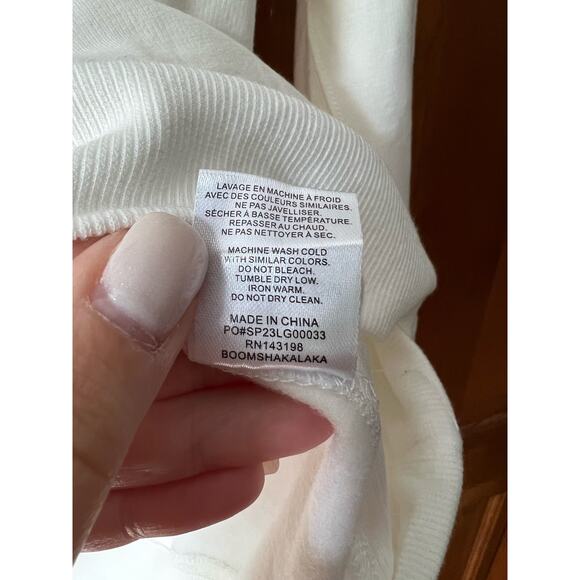 LAVAGE EN MACHINE À FROID
AVEC DES COULEURS SIMILAIRES.
NE PAS JAVELLISER.
SÉCHER À BASSE TEMPÉRATURE.
REPASSER AU CHAUD.
NE PAS NETTOYER À SEC.
MACHINE WASH COLD
WITH SIMILAR COLORS.
DO NOT BLEACH.
TUMBLE DRY LOW.
IRON WARM.
DO NOT DRY CLEAN.
MADE IN CHINA
PO#SP23LG00033
RN143198
BOOMSHAKALAKA